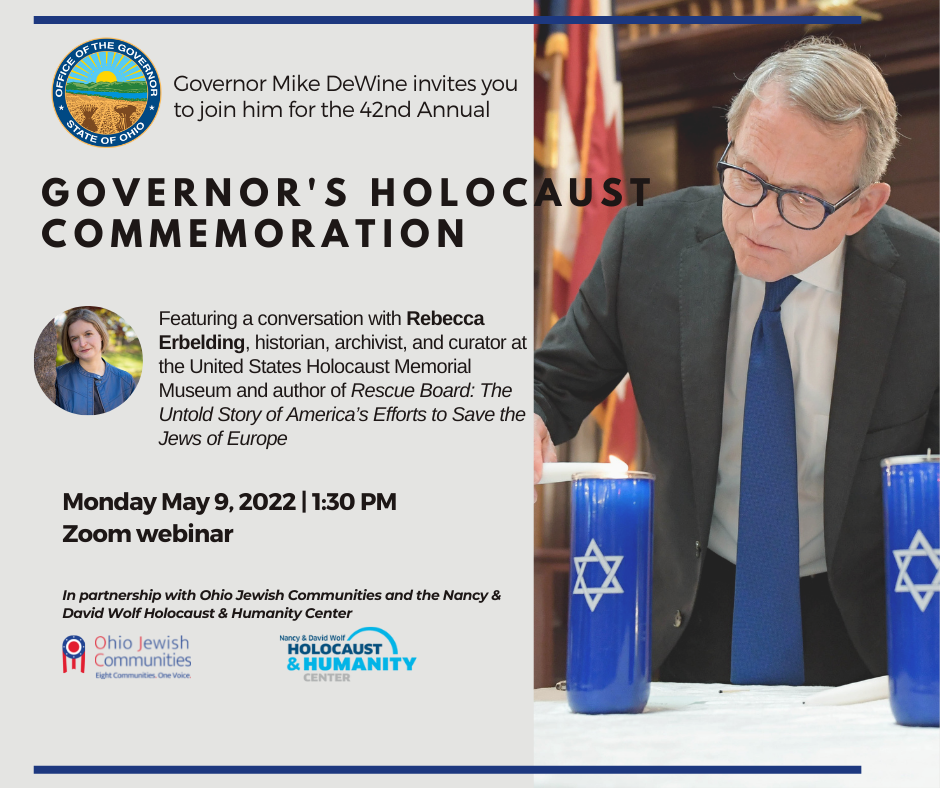 OFFICE OF THE GOVERNOR
STATE OF OHIO
Governor Mike DeWine invites you
to join him for the 42nd Annual
GOVERNOR'S HOLOCAUST
COMMEMORATION
Featuring a conversation with Rebecca
Erbelding, historian, archivist, and curator at
the United States Holocaust Memorial
Museum and author of Rescue Board: The
Untold Story of America’s Efforts to Save the
Jews of Europe
Monday May 9, 2022 | 1:30 PM
Zoom webinar
In partnership with Ohio Jewish Communities and the Nancy &
David Wolf Holocaust & Humanity Center
Ohio Jewish
Communities
Eight Communities. One Voice.
Nancy & David Wolf
HOLOCAUST
& HUMANITY
CENTER